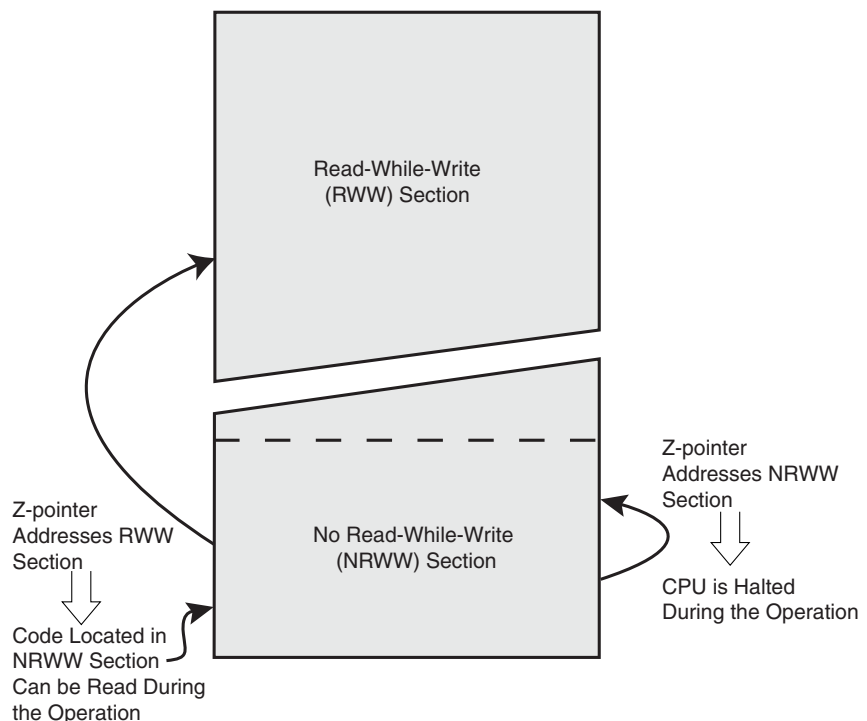 Read-While-Write
(RWW) Section
Z-pointer
Addresses NRWW
Section
Z-pointer
Addresses RWW
Section
No Read-While-Write
(NRWW) Section
CPU is Halted
During the Operation
Code Located in
NRWW Section
Can be Read During
the Operation